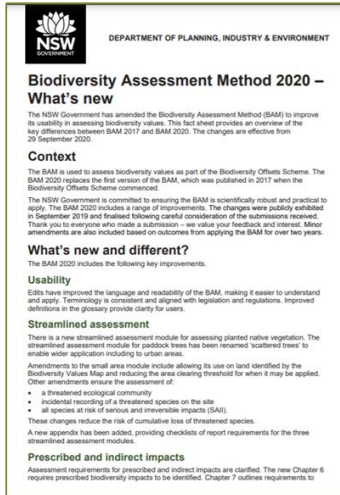 NSW
GOVERNMENT
DEPARTMENT OF PLANNING, INDUSTRY & ENVIRONMENT
Biodiversity Assessment Method 2020 –
What's new
The NSW Government has amended the Biodiversity Assessment Method (BAM) to improve
its usability in assessing biodiversity values. This fact sheet provides an overview of the
key differences between BAM 2017 and BAM 2020. The changes are effective from
29 September 2020.
Context
The BAM is used to assess biodiversity values as part of the Biodiversity Offsets Scheme. The
BAM 2020 replaces the first version of the BAM, which was published in 2017 when the
Biodiversity Offsets Scheme commenced.
The NSW Government is committed to ensuring the BAM is scientifically robust and practical to
apply. The BAM 2020 includes a range of improvements. The changes were publicly exhibited
in September 2019 and finalised following careful consideration of the submissions received.
Thank you to everyone who made a submission – we value your feedback and interest. Minor
amendments are also included based on outcomes from applying the BAM for over two years.
What's new and different?
The BAM 2020 includes the following key improvements.
Usability
Edits have improved the language and readability of the BAM, making it easier to understand
and apply. Terminology is consistent and aligned with legislation and regulations. Improved
definitions in the glossary provide clarity for users.
Streamlined assessment
There is a new streamlined assessment module for assessing planted native vegetation. The
streamlined assessment module for paddock trees has been renamed 'scattered trees' to
enable wider application including to urban areas.
Amendments to the small area module include allowing its use on land identified by the
Biodiversity Values Map and reducing the area clearing threshold for when it may be applied.
Other amendments ensure the assessment of:
• a threatened ecological community
• incidental recording of a threatened species on the site
• all species at risk of serious and irreversible impacts (SAII).
These changes reduce the risk of cumulative loss of threatened species.
A new appendix has been added, providing checklists of report requirements for the three
streamlined assessment modules.
Prescribed and indirect impacts
Assessment requirements for prescribed and indirect impacts are clarified. The new Chapter 6
requires prescribed biodiversity impacts to be identified. Chapter 7 outlines requirements to